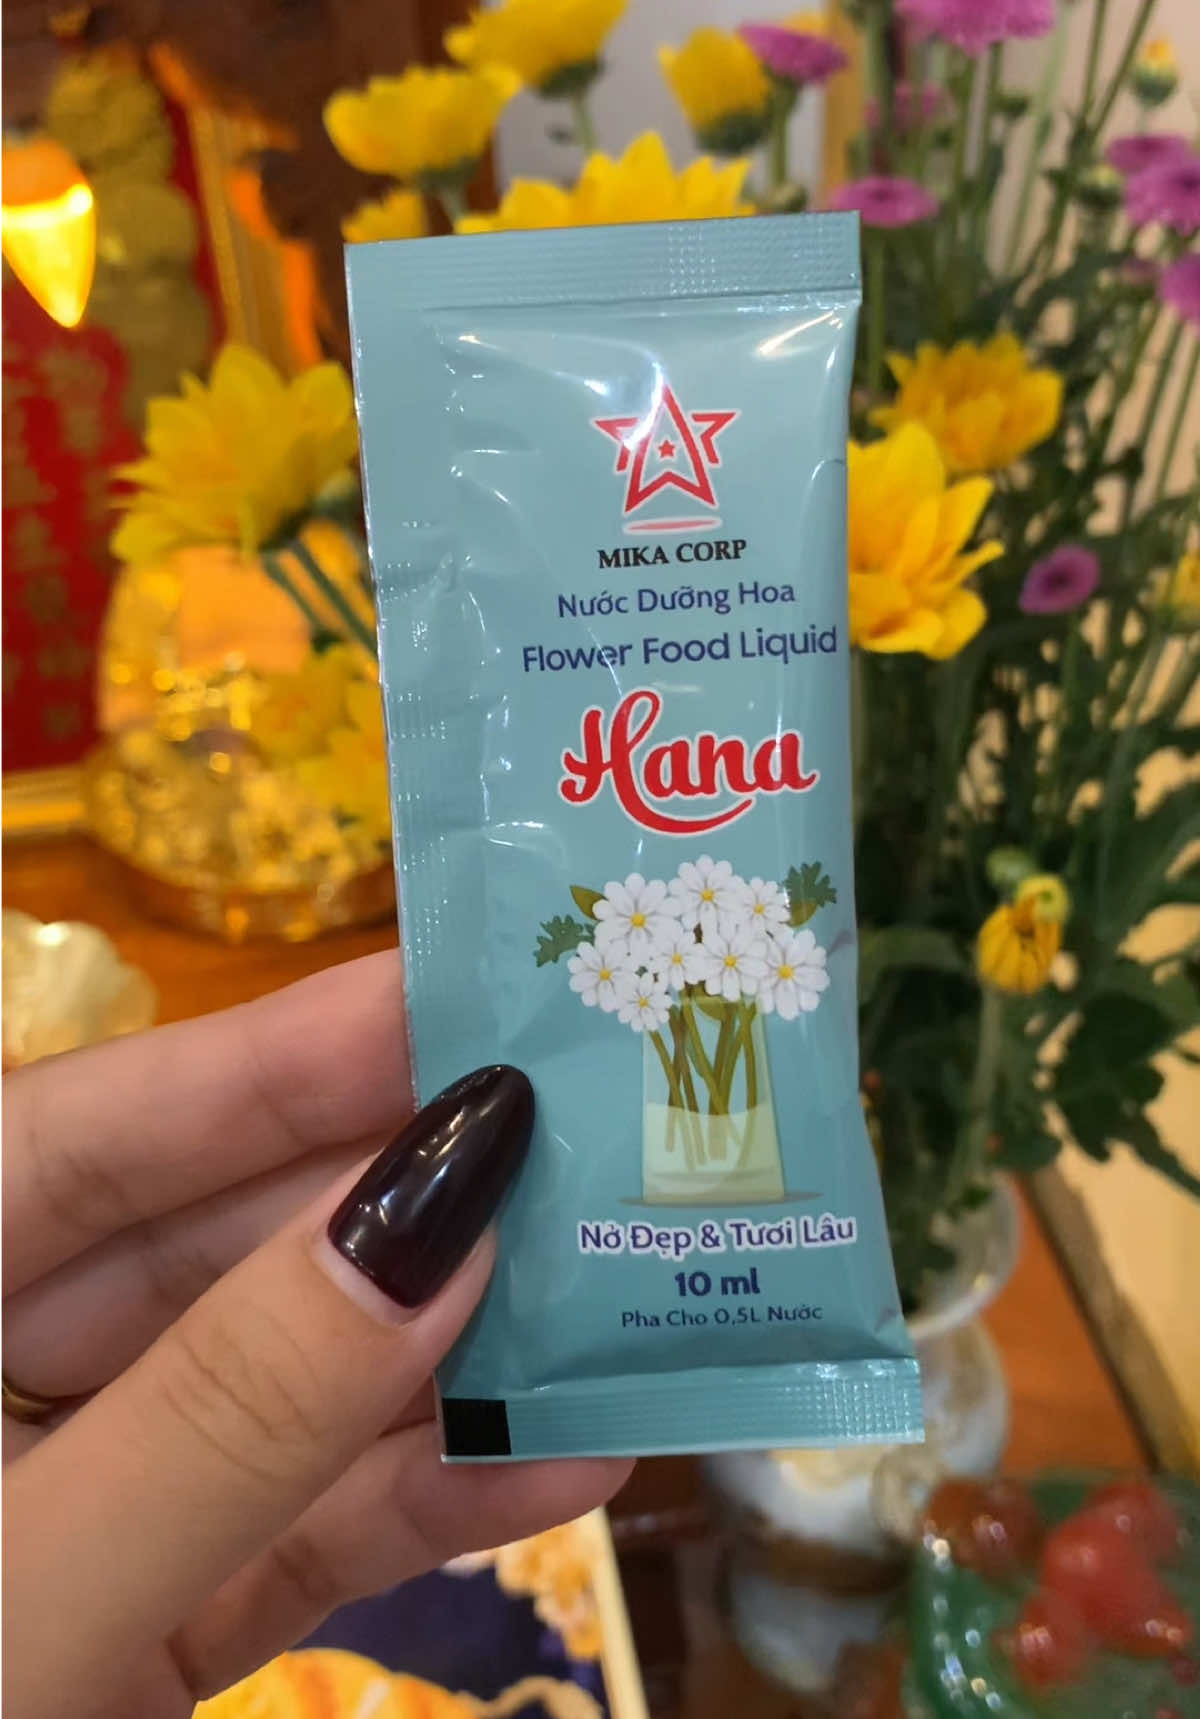 MIKA CORP
Nước Dưỡng Hoa
Flower Food Liquid
Hana
Nở Đẹp & Tươi Lâu
10 ml
Pha Cho 0,5L Nước